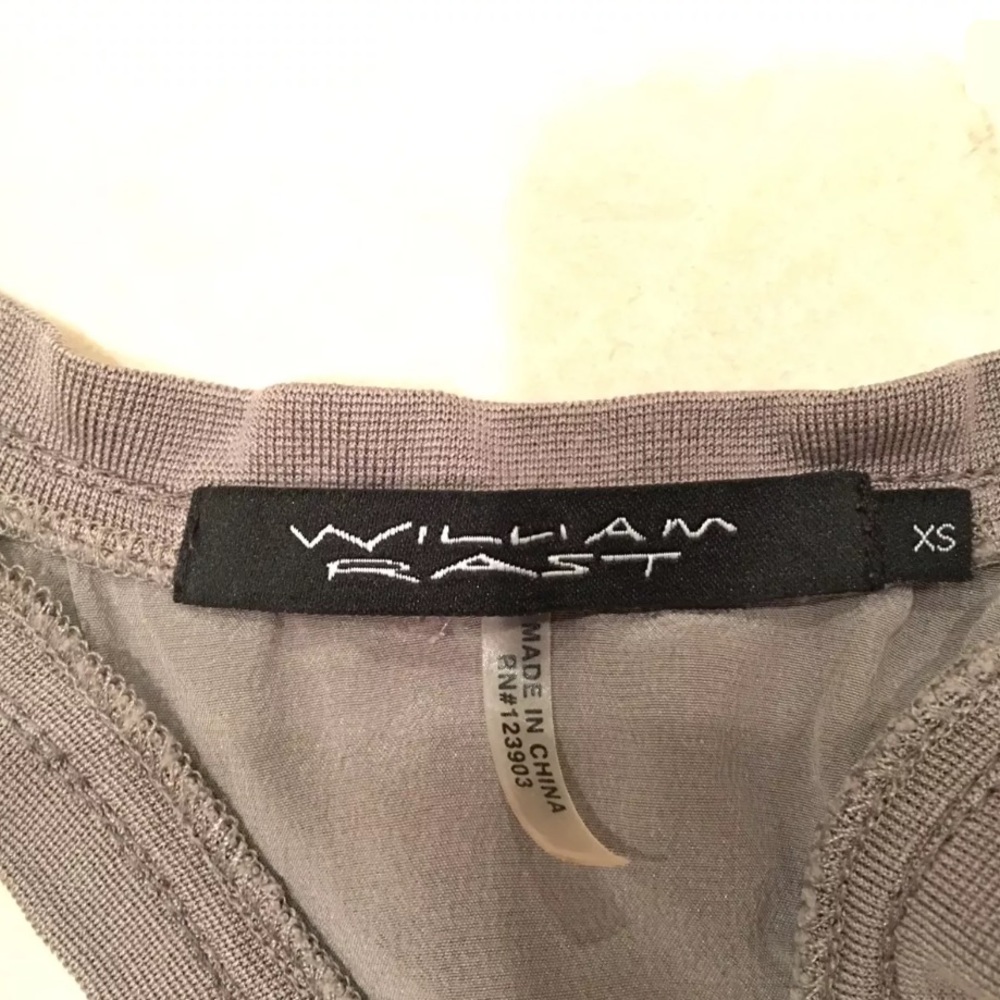 WILLIAM
RAST
XS
MADE IN CHINA
RN#123903